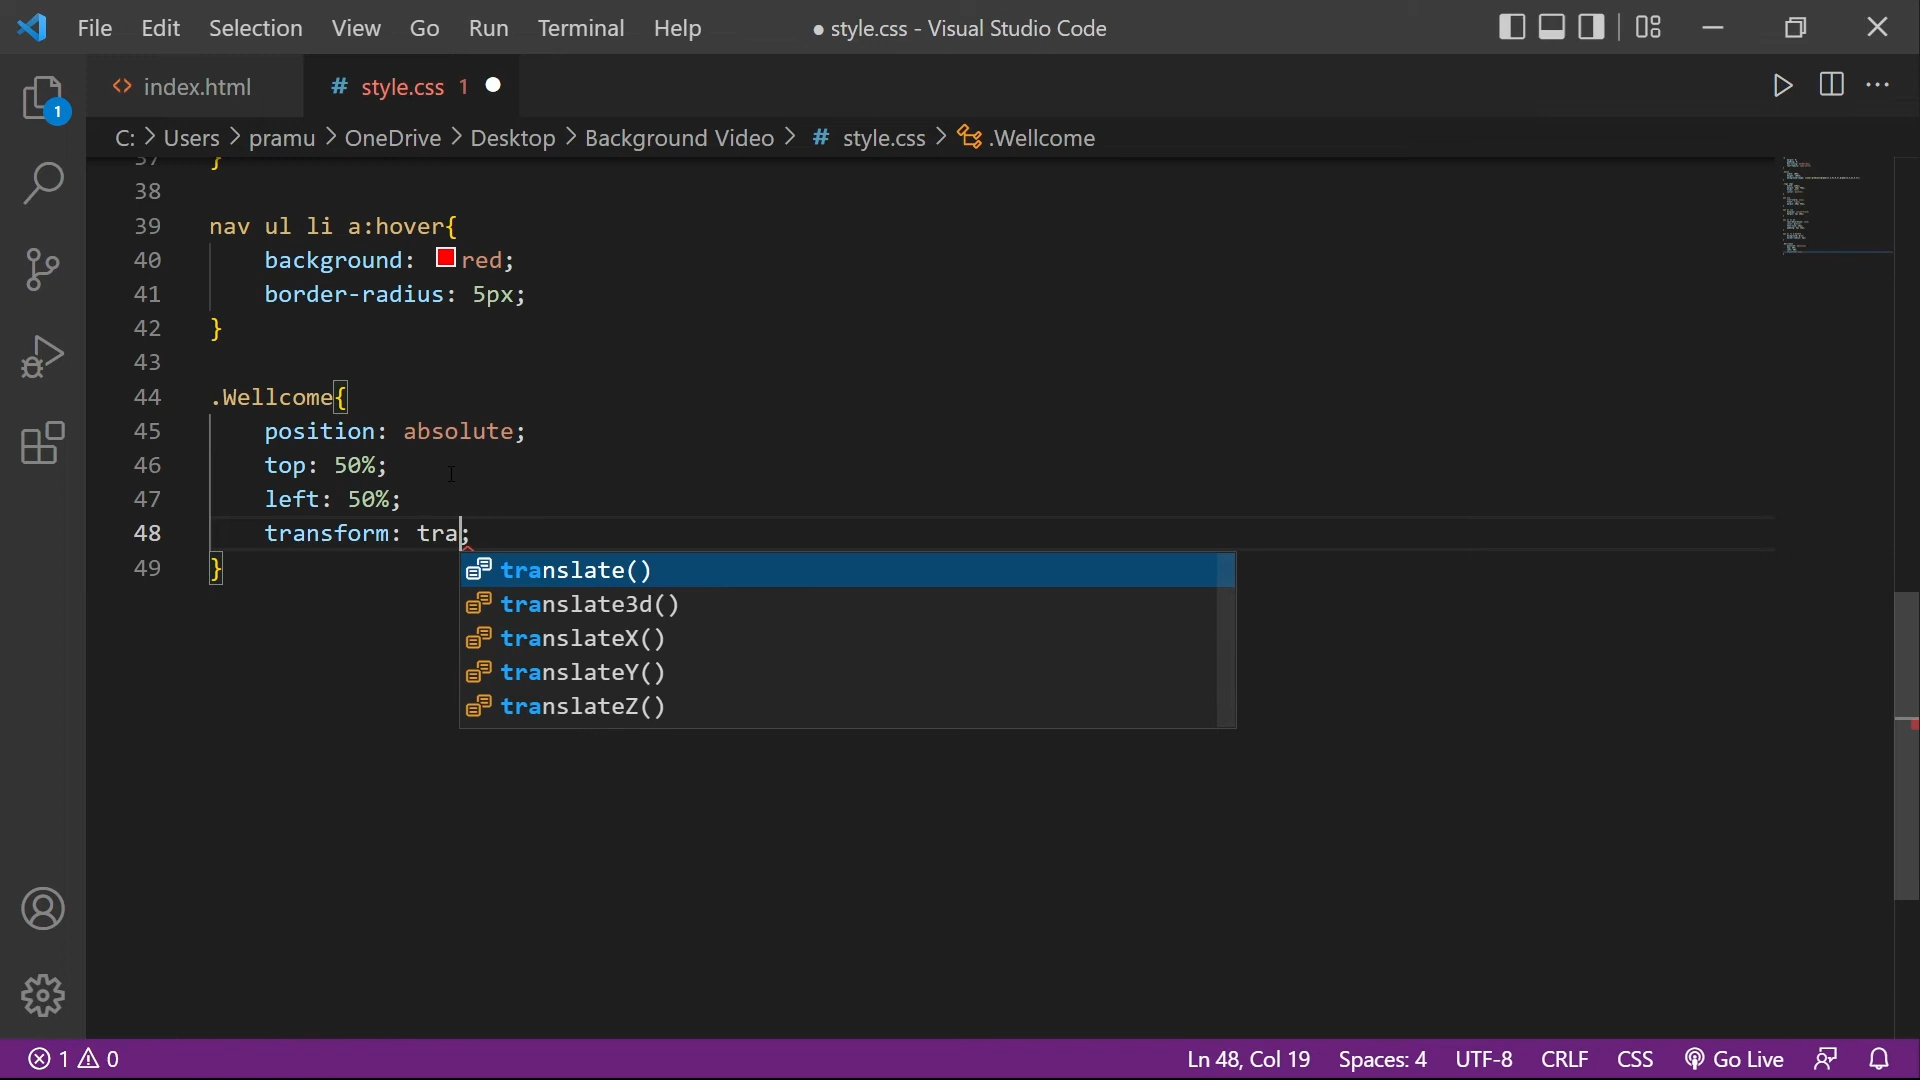 File Edit Selection View Go Run Terminal Help ● style.css - Visual Studio Code
index.html # style.css 1
C: > Users > pramu > OneDrive > Desktop > Background Video > # style.css > .Wellcome
1
37 }
38
39 nav ul li a:hover{
40 background: red;
41 border-radius: 5px;
42 }
43
44 .Wellcome{
45 position: absolute;
46 top: 50%;
47 left: 50%;
48 transform: tra;
49 }
translate()
translate3d()
translateX()
translateY()
translateZ()
1 0 Ln 48, Col 19 Spaces: 4 UTF-8 CRLF CSS Go Live